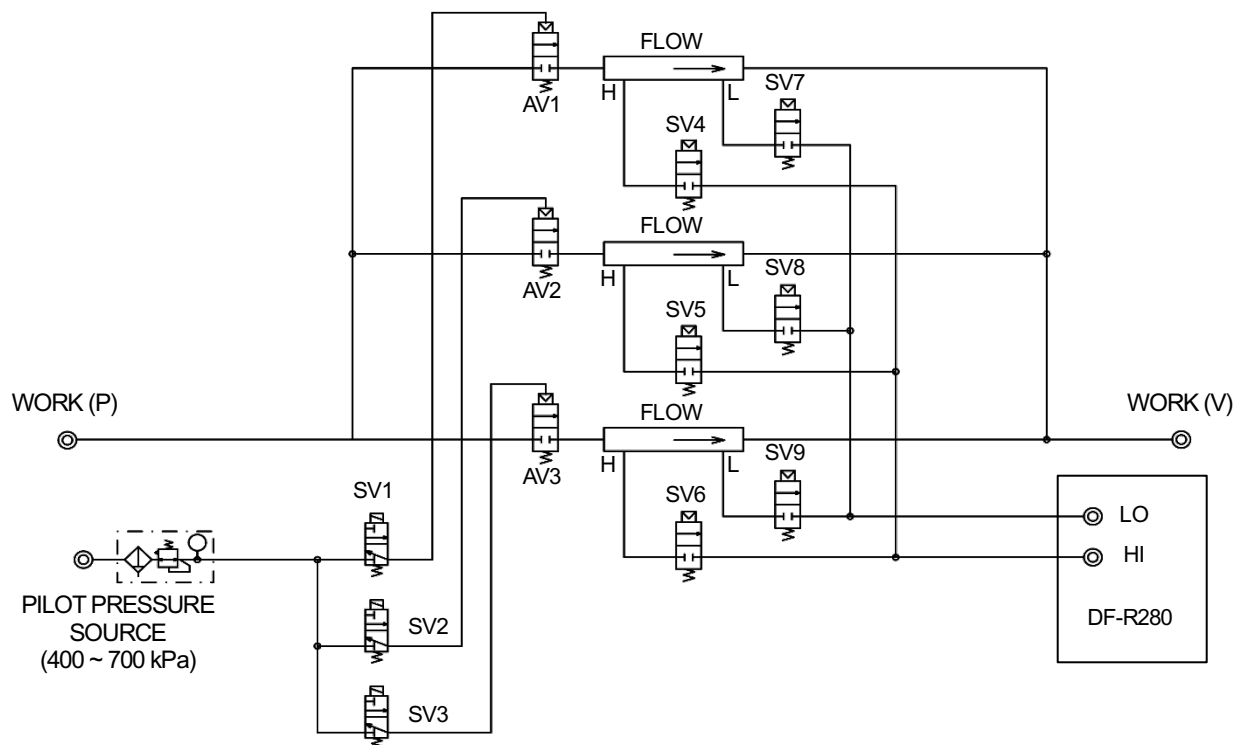 FLOW
SV7
H
L
AV1
SV4
FLOW
SV8
H
L
AV2
SV5
WORK (P)
FLOW
WORK (V)
H
L
SV9
AV3
SV1
SV6
LO
HI
PILOT PRESSURE
SOURCE
(400 ~ 700 kPa)
SV2
DF-R280
SV3